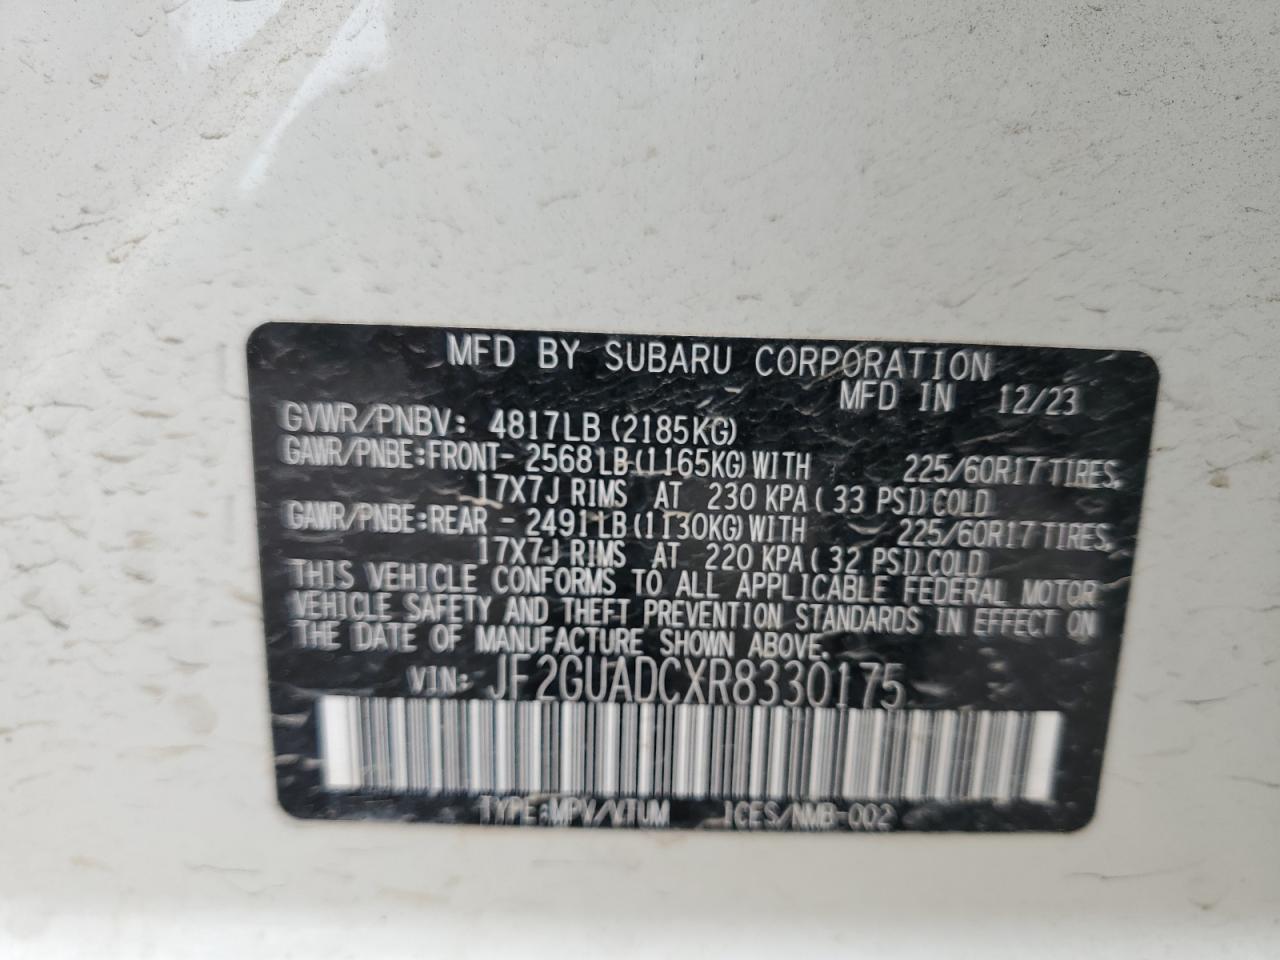 MFD BY SUBARU CORPORATION
MFD IN 12/23
GVWR/PNBV: 4817LB (2185KG)
GAWR/PNBE:FRONT- 2568LB(1165KG)WITH 225/60R17 TIRES,
17X7J RIMS AT 230 KPA( 33 PSI)COLD
GAWR/PNBE:REAR - 2491LB(1130KG)WITH 225/60R17 TIRES,
17X7J RIMS AT 220 KPA( 32 PSI)COLD
THIS VEHICLE CONFORMS TO ALL APPLICABLE FEDERAL MOTOR
VEHICLE SAFETY AND THEFT PREVENTION STANDARDS IN EFFECT ON
THE DATE OF MANUFACTURE SHOWN ABOVE.
VIN: JF2GUADCXR8330175
TYPE:MPV/VTUM ICES/NMB-002